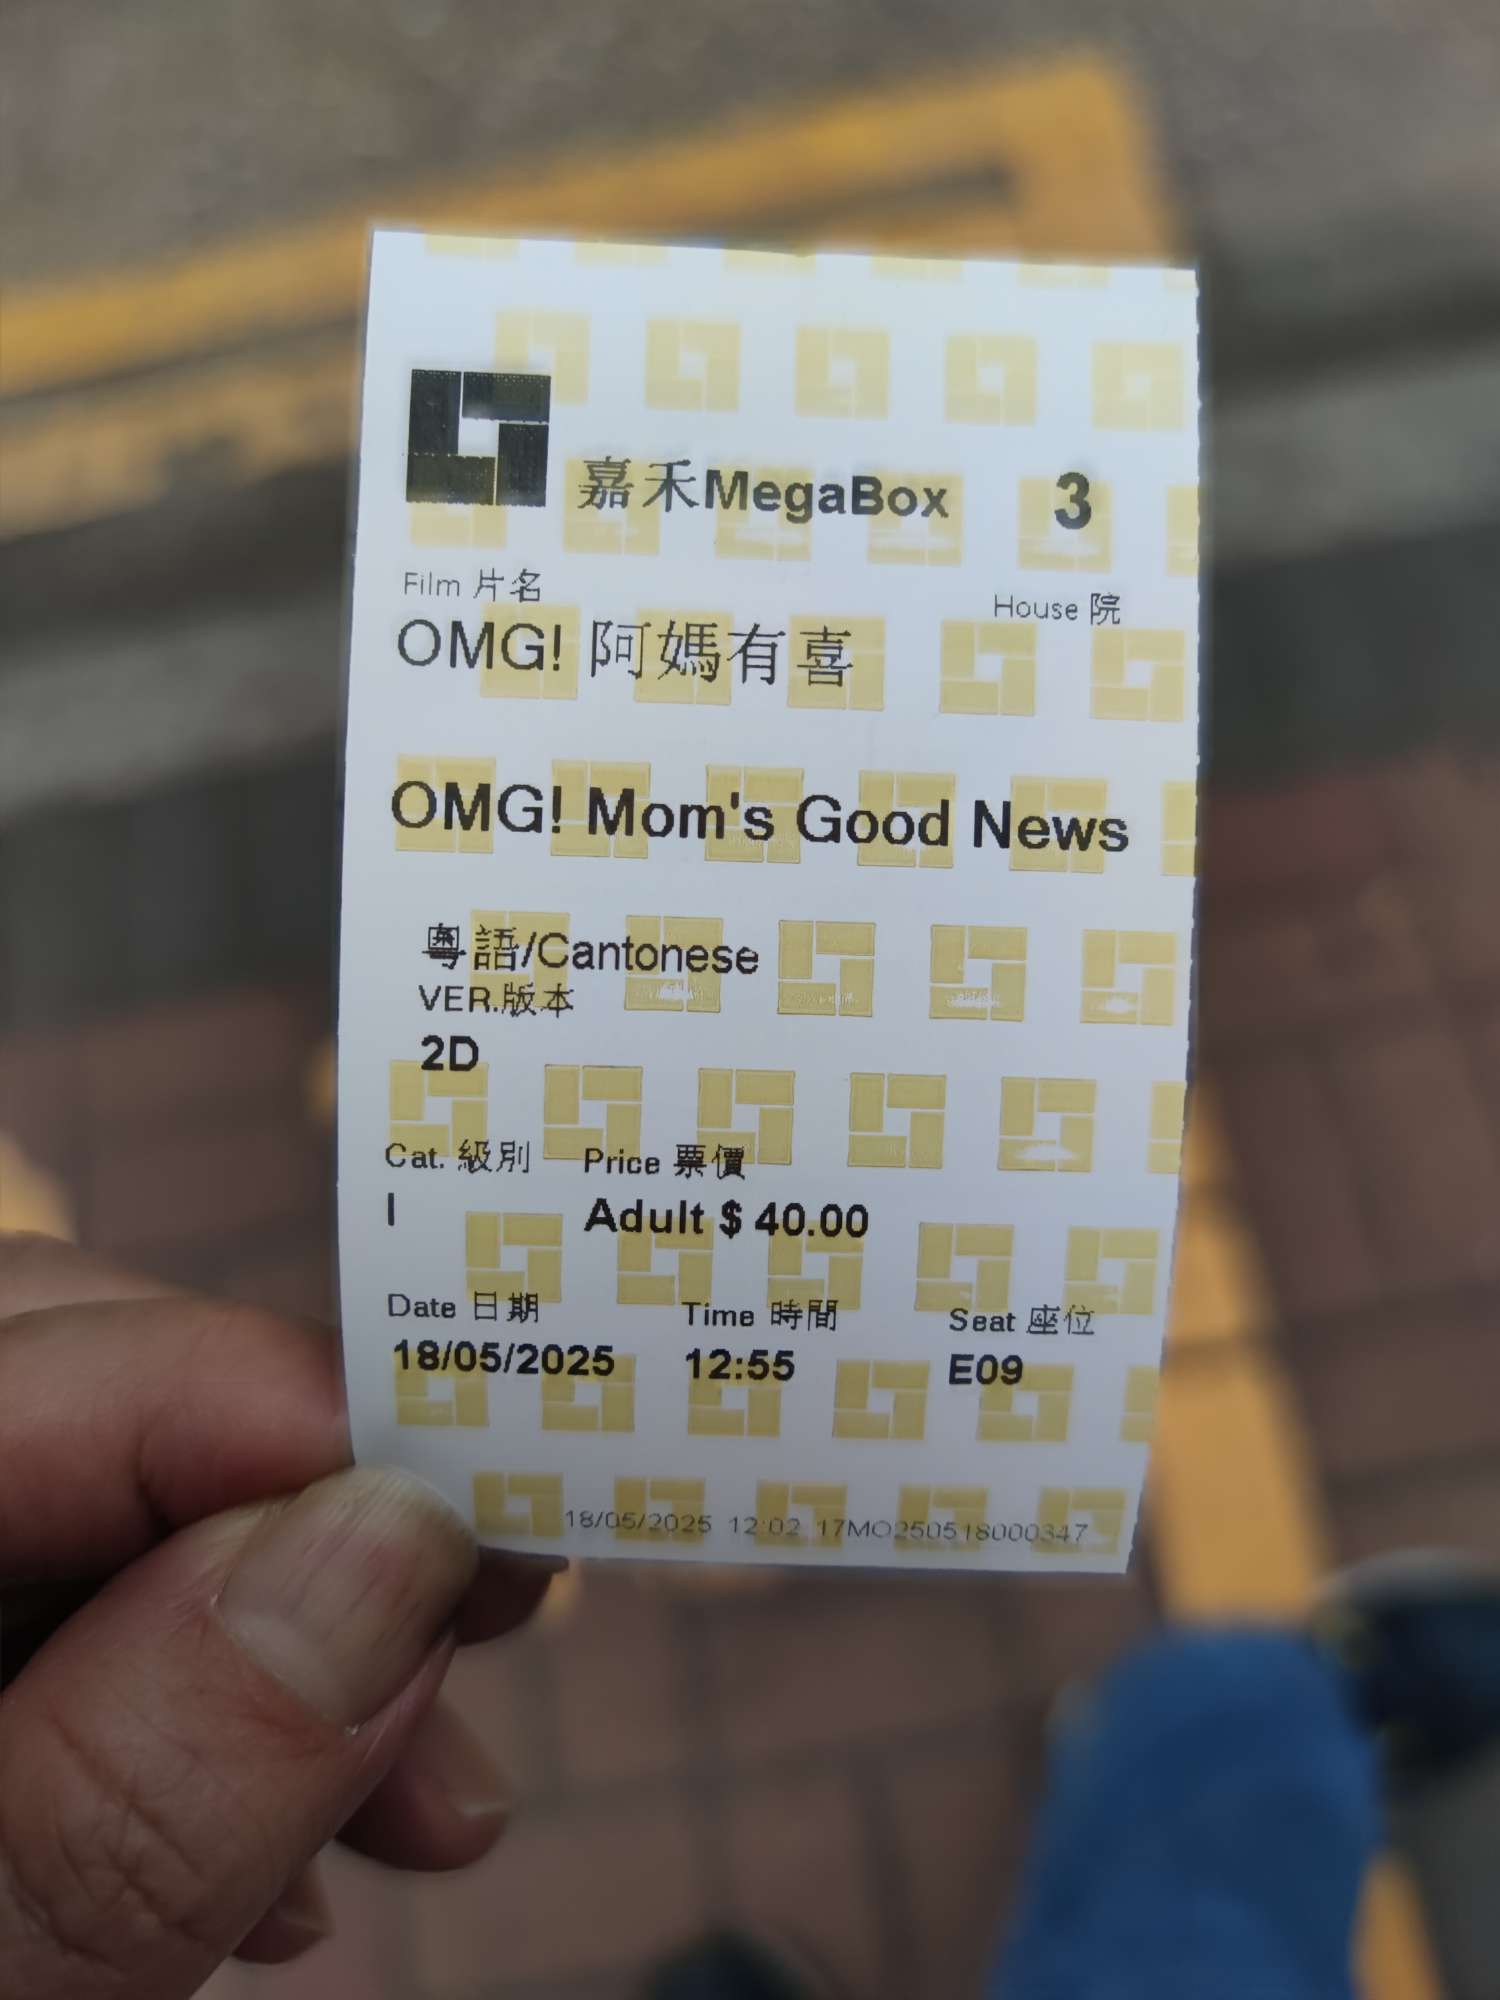 嘉禾MegaBox 3
Film 片名
House 院
OMG! 阿媽有喜
OMG! Mom's Good News
粵語/Cantonese
VER.版本
2D
Cat. 級別 Price 票價
I Adult $ 40.00
Date 日期 Time 時間 Seat 座位
18/05/2025 12:55 E09
18/05/2025 12:02 17MO250518000347